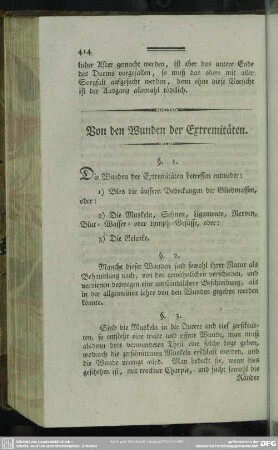 414
licher After gemacht werden, ist aber das untere Ende
des Darms vorgefallen, so muß das obere mit aller
Sorgfalt aufgesucht werden, denn ohne diese Vorsicht
ist der Ausgang allemahl tödlich.
Von den Wunden der Extremitäten.
§. 1.
Die Wunden der Extremitäten betreffen entweder:
1) Blos die äussern Bedeckungen der Gliedmassen,
oder:
2) Die Muskeln, Sehnen, Ligamente, Nerven,
Blut- Wasser- oder lymph-Gefässe, oder:
3) Die Gelenke.
§. 2.
Manche dieser Wunden sind sowohl ihrer Natur als
Behandlung nach, von den gewöhnlichen verschieden, und
verdienen deswegen eine umständlichere Beschreibung, als
in der allgemeinen lehre von den Wunden gegeben werden
konnte.
§. 3.
Sind die Muskeln in die Queere und tief zerschnit-
ten, so entsteht eine weite und offene Wunde, man muß
alsdenn dem verwundeten Theil eine solche lage geben,
wodurch die zerschnittenen Muskeln erschlaft werden, und
die Wunde verengt wird. Man bedeckt sie, wenn dies
geschehen ist, mit trockner Charpie, und sucht sowohl die
Ränder